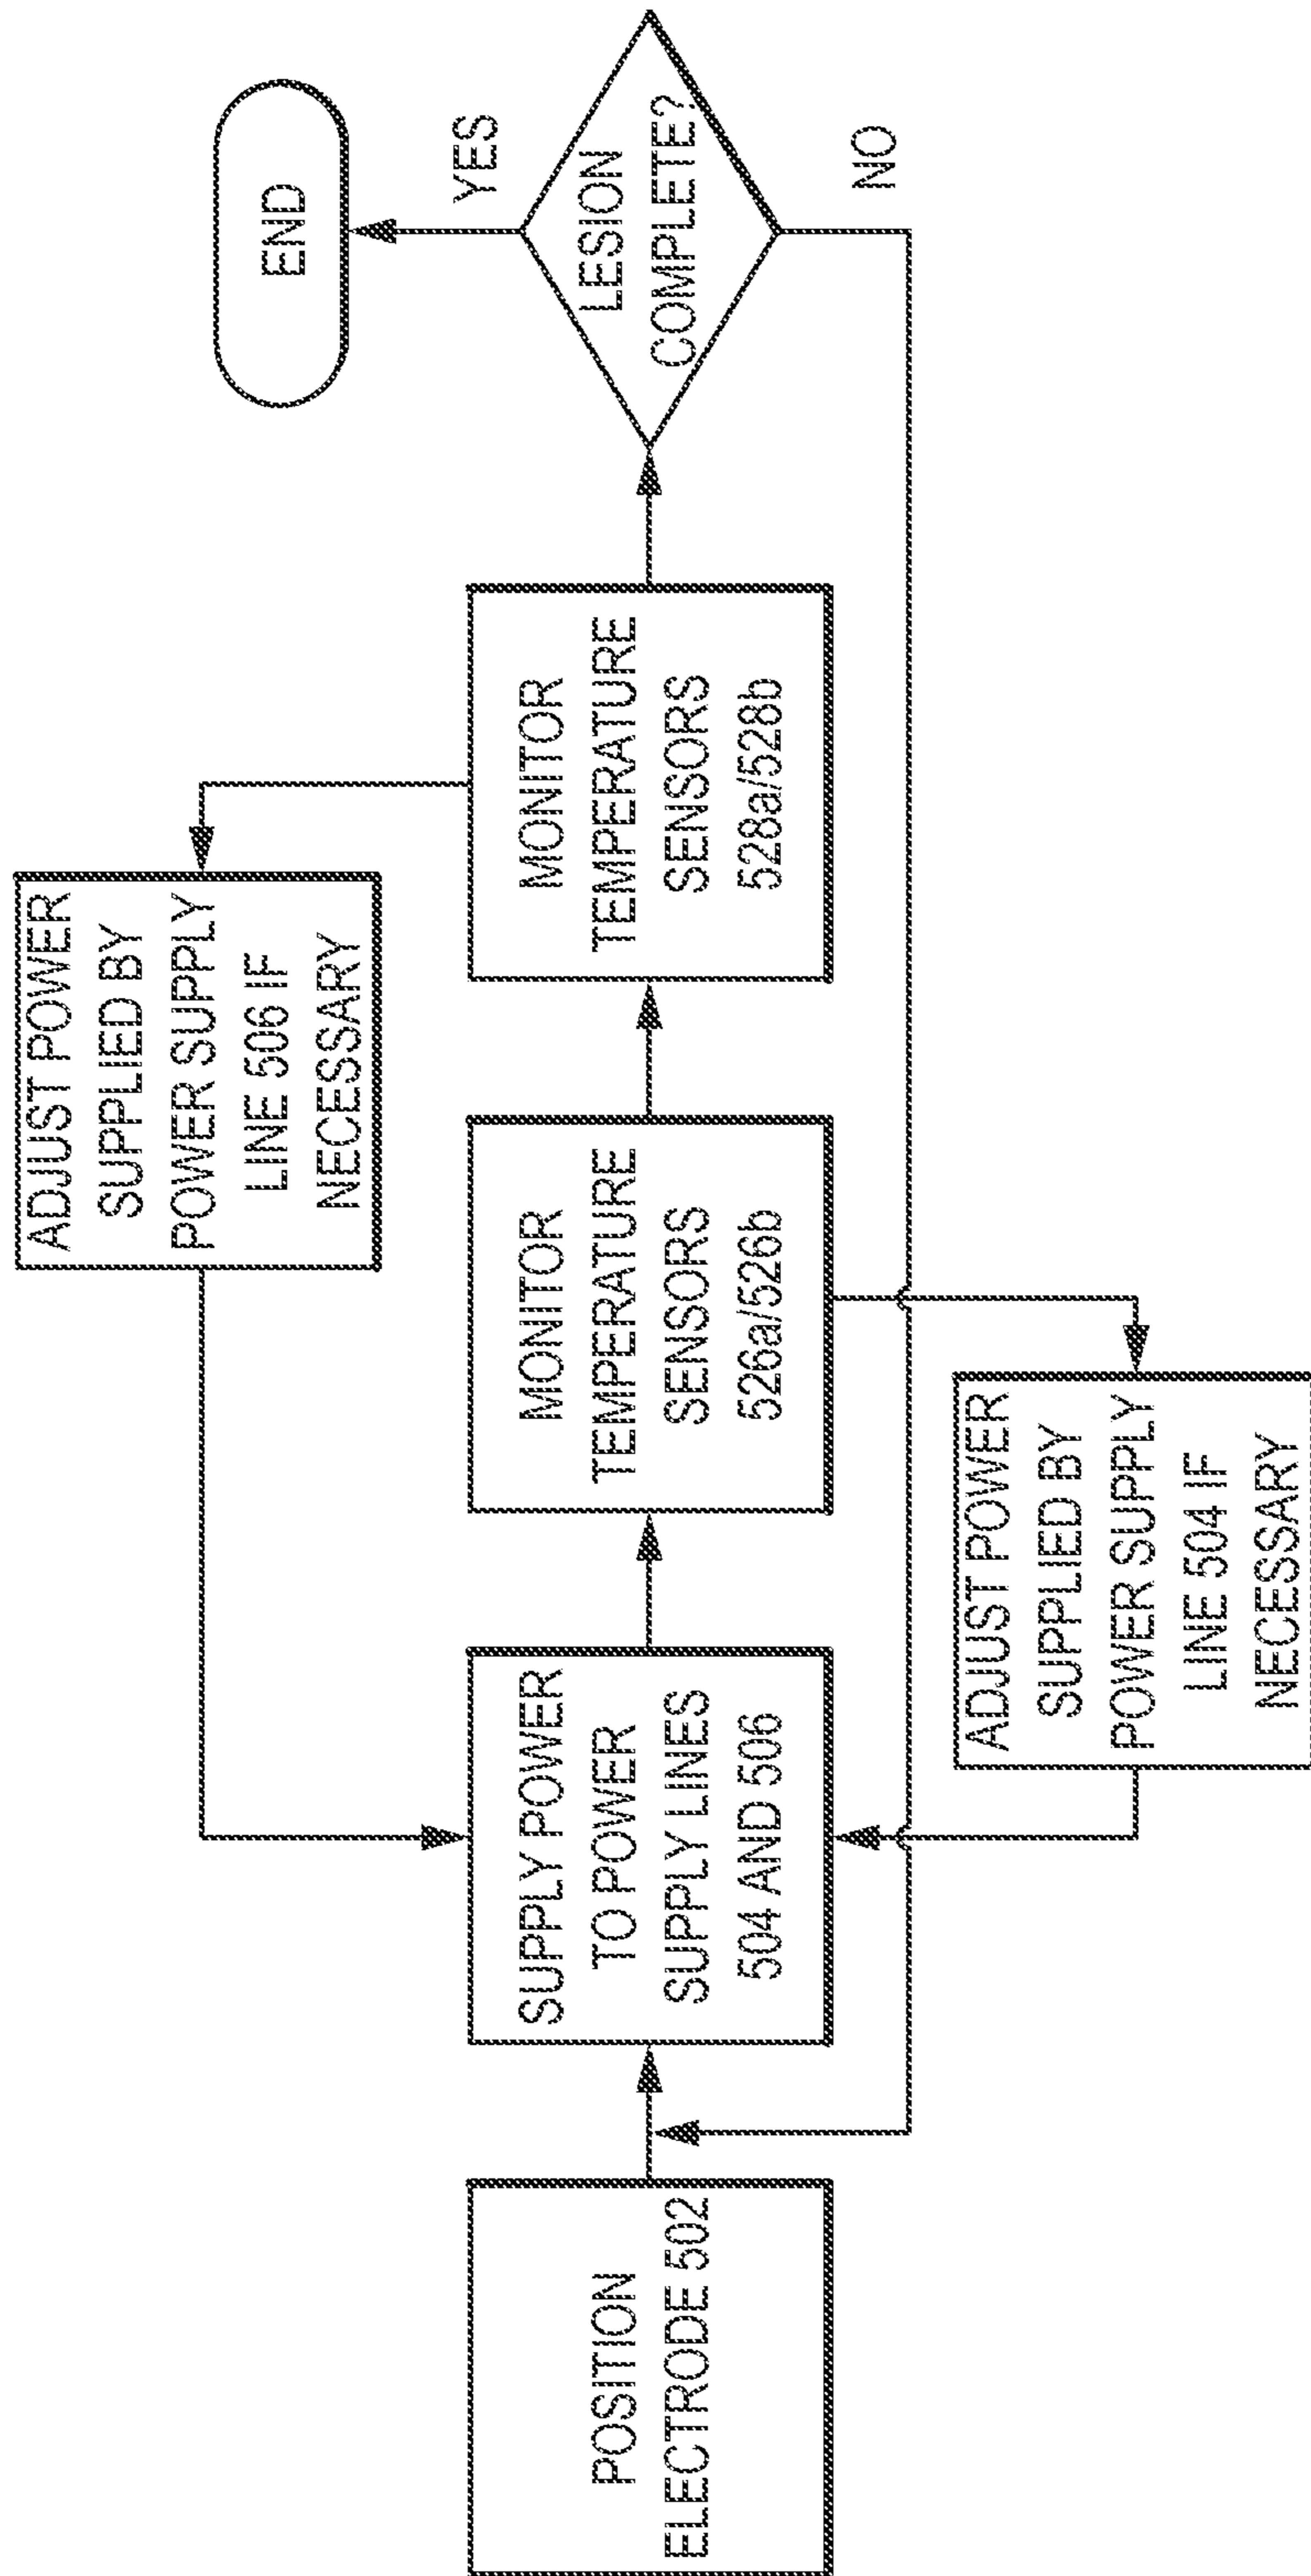 POSITION
ELECTRODE 502
SUPPLY POWER
TO POWER
SUPPLY LINES
504 AND 506
MONITOR
TEMPERATURE
SENSORS
526a/526b
ADJUST POWER
SUPPLIED BY
POWER SUPPLY
LINE 504 IF
NECESSARY
MONITOR
TEMPERATURE
SENSORS
528a/528b
ADJUST POWER
SUPPLIED BY
POWER SUPPLY
LINE 506 IF
NECESSARY
LESION
COMPLETE?
YES
NO
END